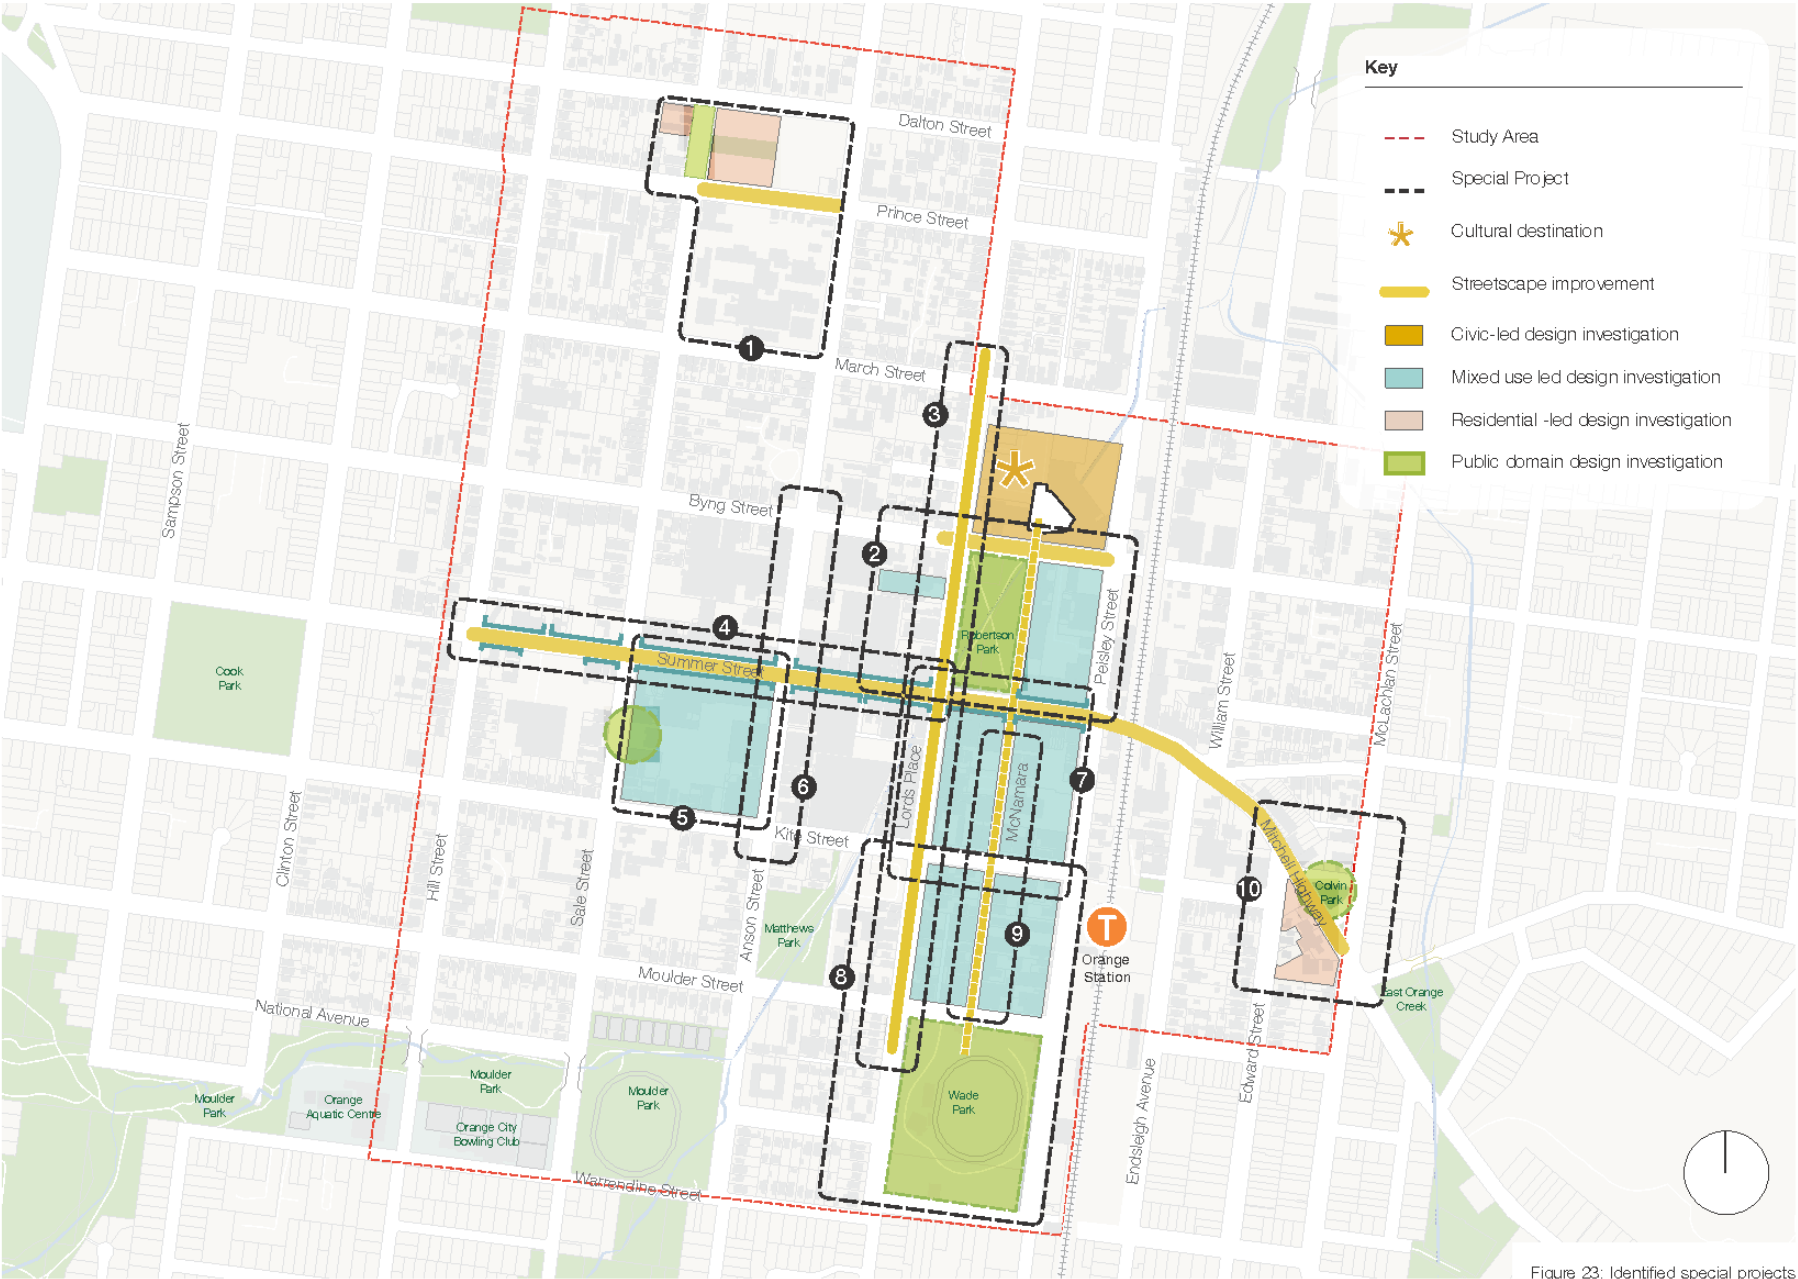 Key
Study Area
Special Project
Cultural destination
Streetscape improvement
Civic-led design investigation
Mixed use led design investigation
Residential -led design investigation
Public domain design investigation
Dalton Street
Prince Street
1
March Street
3
Sampson Street
Byng Street
2
4
Robertson
Park
Peisley Street
Summer Street
Cook
Park
William Street
McLachlan Street
Lords Place
McNamara
7
6
5
Kite Street
Clinton Street
Hill Street
Sale Street
Anson Street
Mitchell Highway
10
Colvin
Park
Matthews
Park
9
T
Orange
Station
8
Moulder Street
National Avenue
East Orange
Creek
Edward Street
Endsleigh Avenue
Moulder
Park
Moulder
Park
Moulder
Park
Orange
Aquatic Centre
Orange City
Bowling Club
Wade
Park
Warrendine Street
Figure 23: Identified special projects